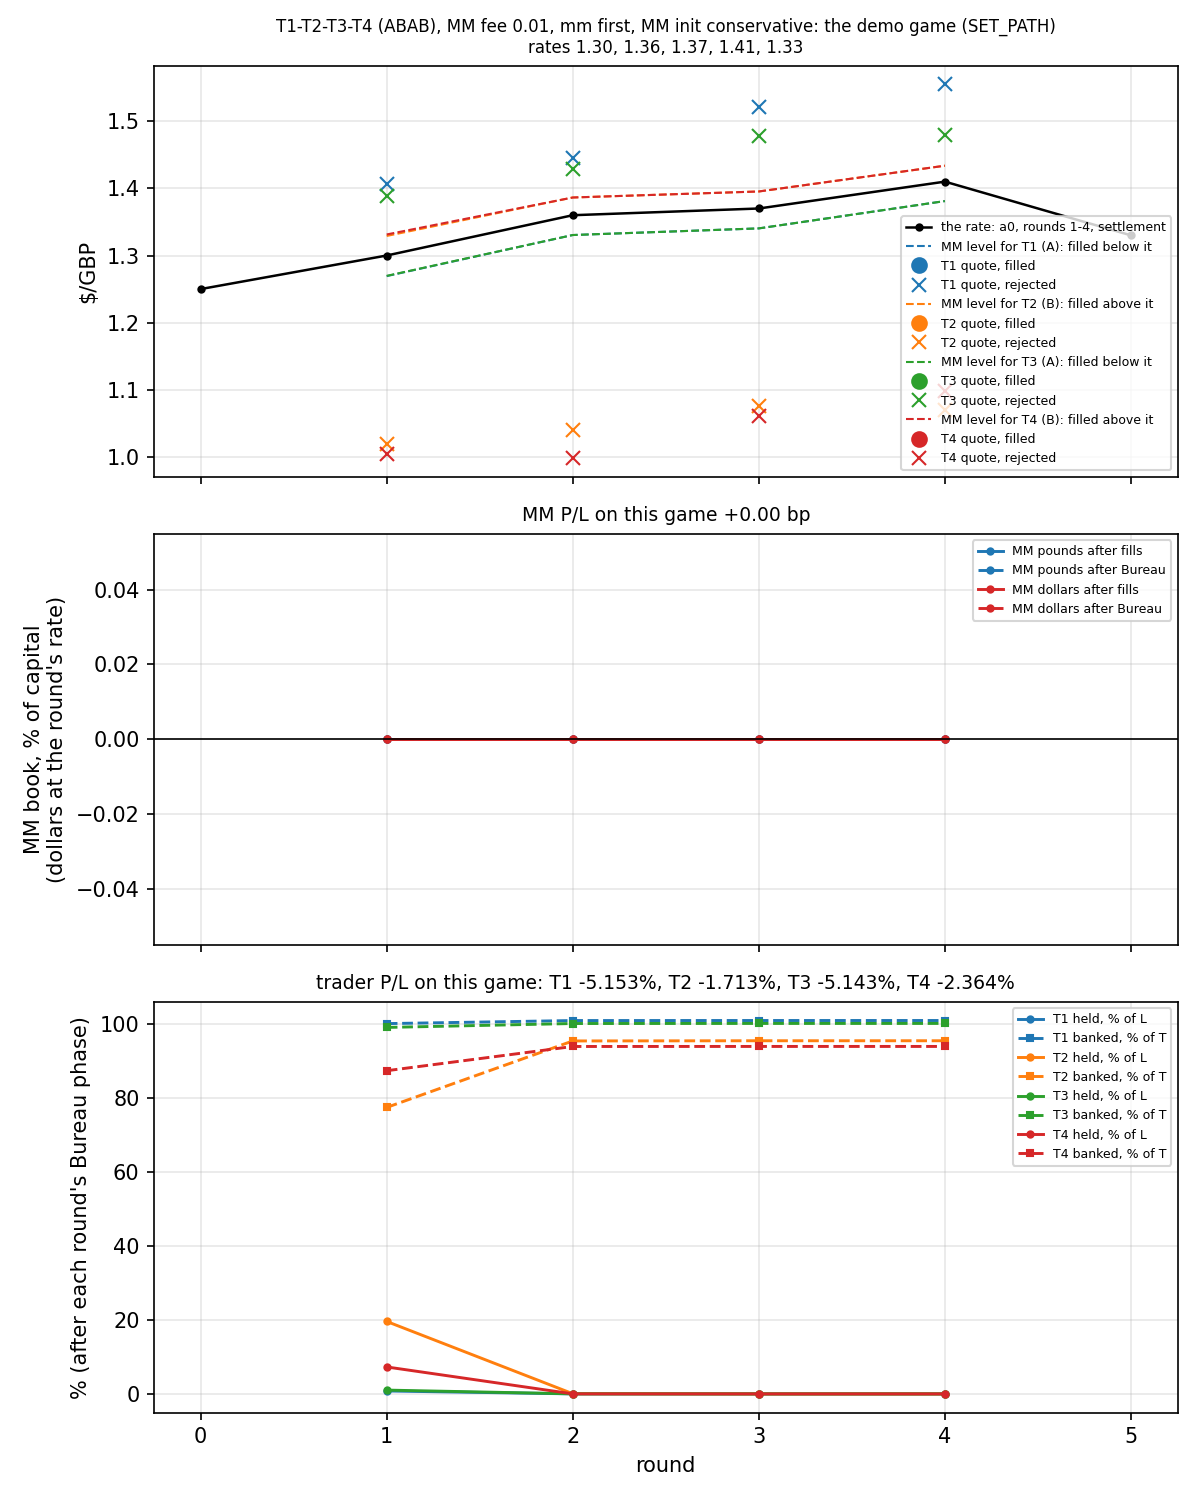 T1-T2-T3-T4 (ABAB), MM fee 0.01, mm first, MM init conservative: the demo game (SET_PATH)
rates 1.30, 1.36, 1.37, 1.41, 1.33
$/GBP
1.5
1.4
1.3
1.2
1.1
1.0
the rate: a0, rounds 1-4, settlement
MM level for T1 (A): filled below it
T1 quote, filled
T1 quote, rejected
MM level for T2 (B): filled above it
T2 quote, filled
T2 quote, rejected
MM level for T3 (A): filled below it
T3 quote, filled
T3 quote, rejected
MM level for T4 (B): filled above it
T4 quote, filled
T4 quote, rejected
MM P/L on this game +0.00 bp
MM book, % of capital
(dollars at the round's rate)
0.04
0.02
0.00
−0.02
−0.04
MM pounds after fills
MM pounds after Bureau
MM dollars after fills
MM dollars after Bureau
trader P/L on this game: T1 -5.153%, T2 -1.713%, T3 -5.143%, T4 -2.364%
% (after each round's Bureau phase)
100
80
60
40
20
0
T1 held, % of L
T1 banked, % of T
T2 held, % of L
T2 banked, % of T
T3 held, % of L
T3 banked, % of T
T4 held, % of L
T4 banked, % of T
0 1 2 3 4 5
round